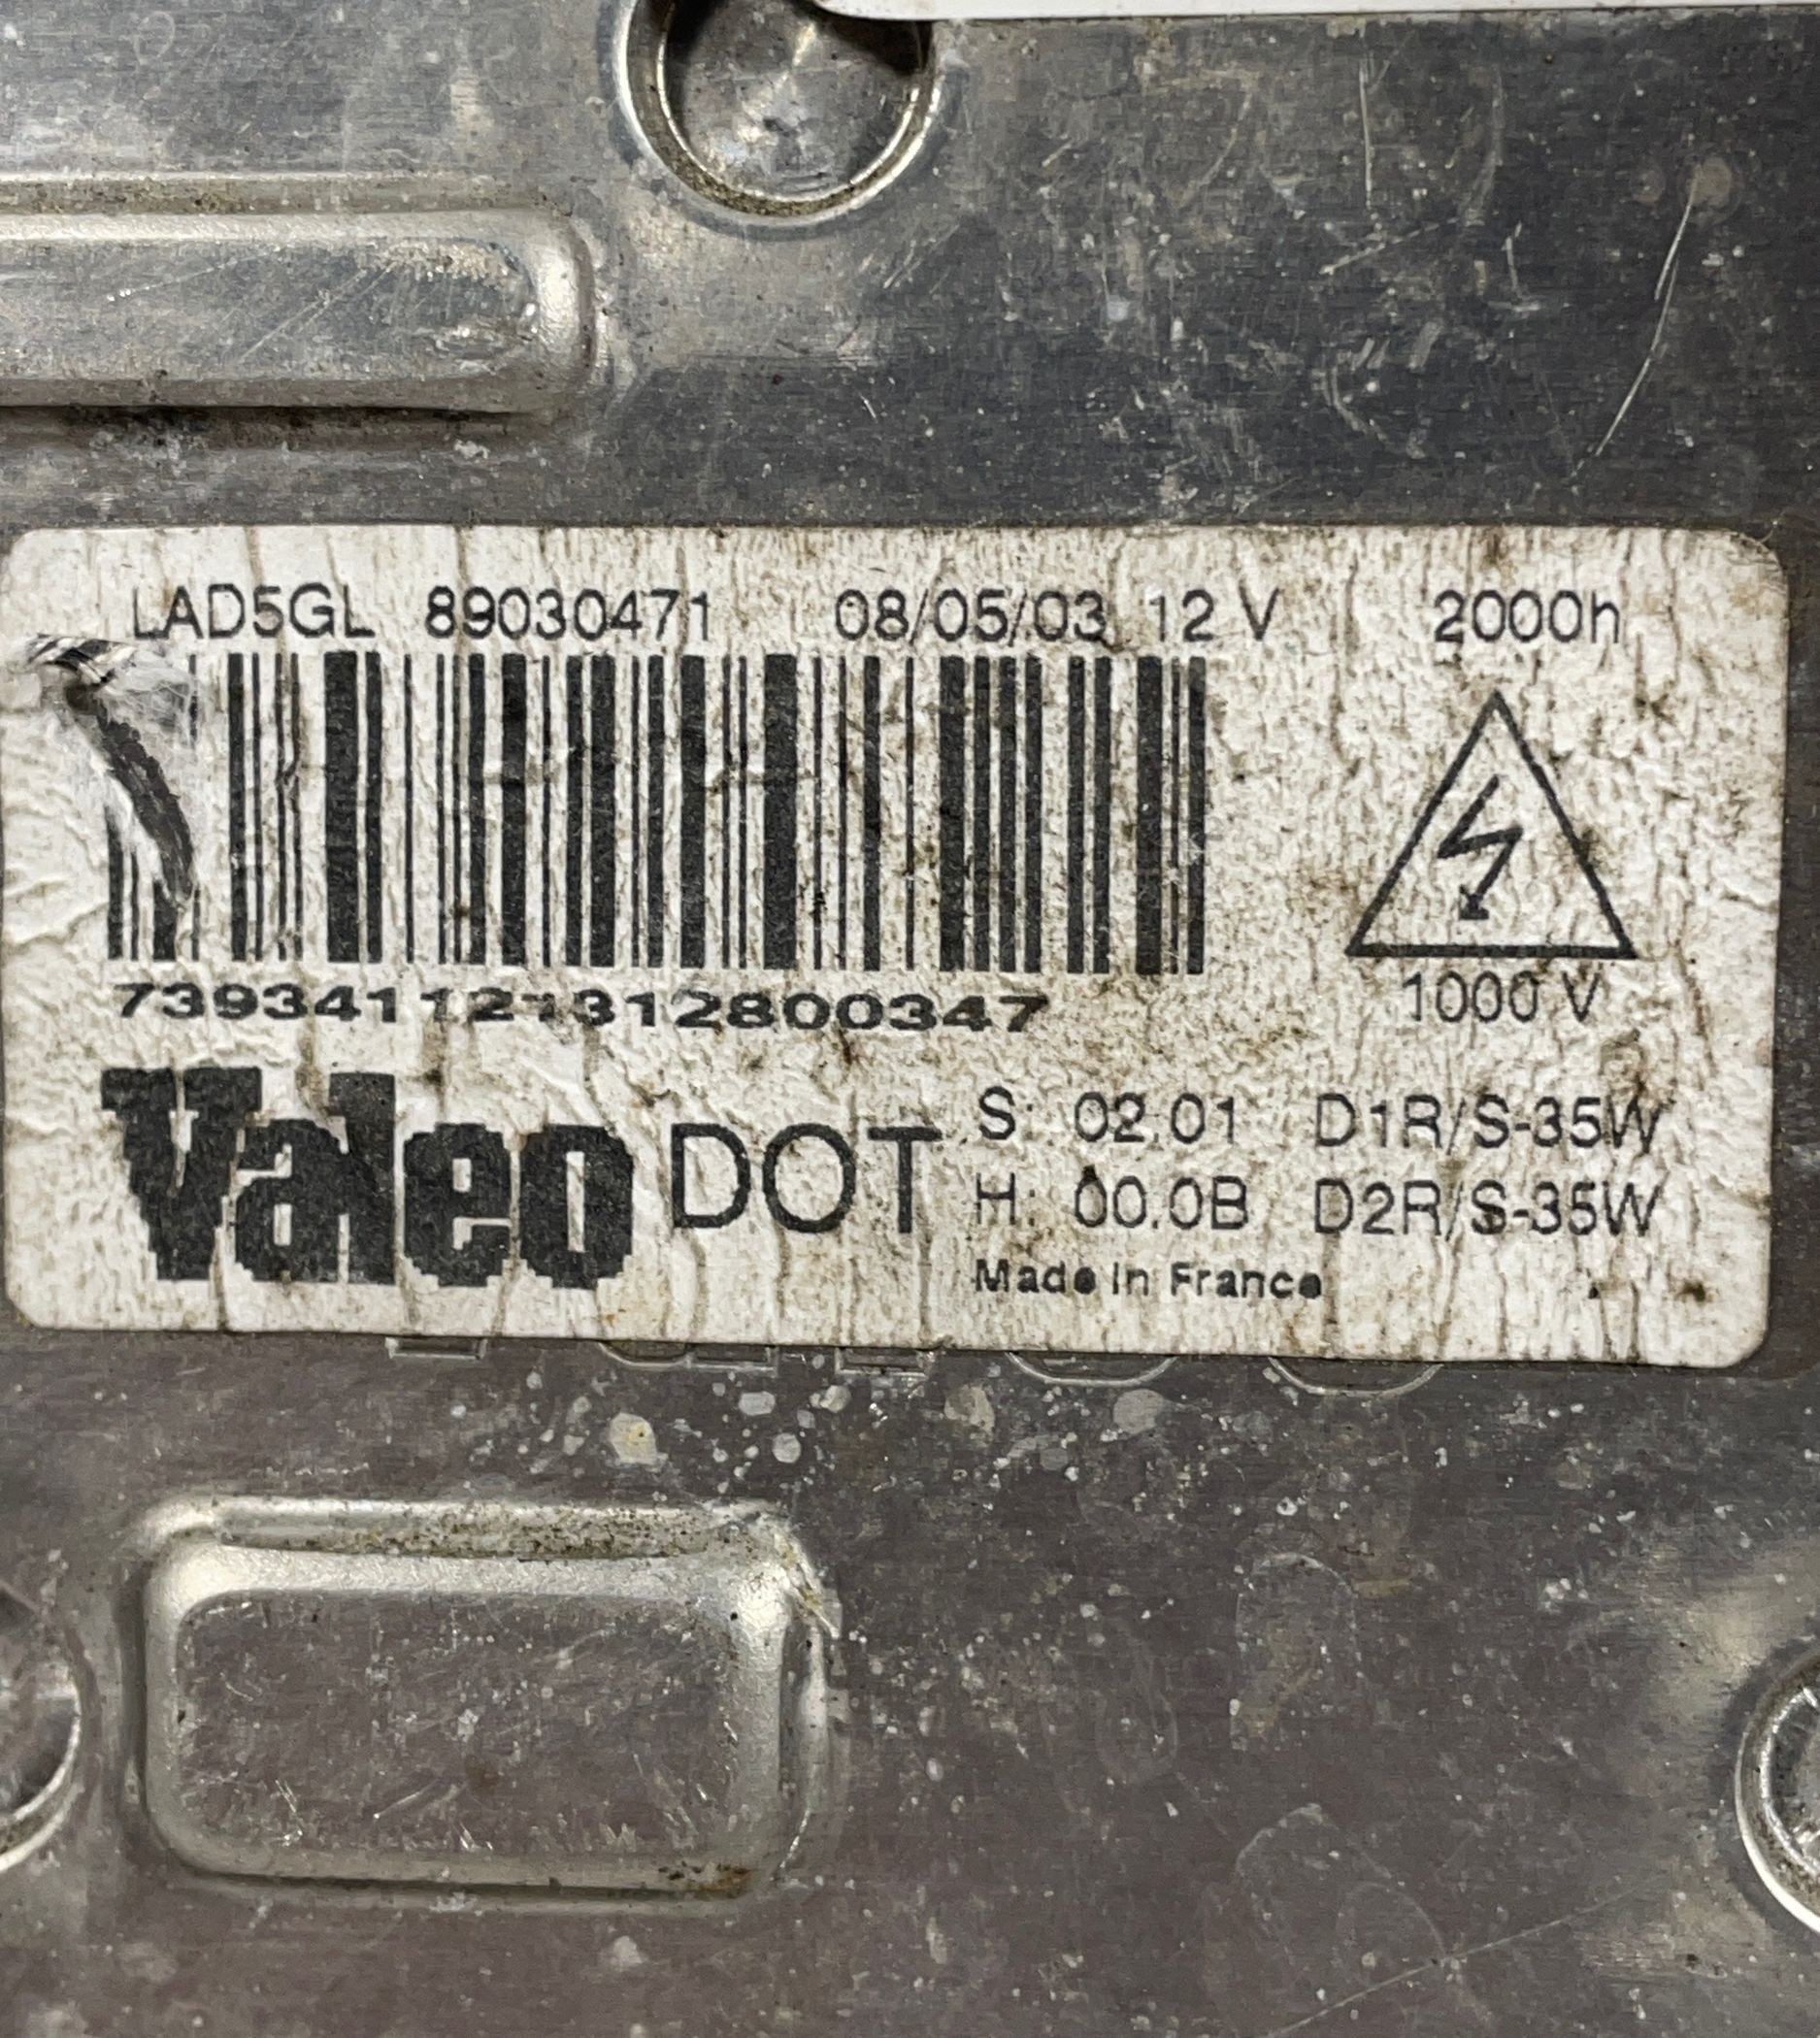 LAD5GL 89030471 08/05/03 12 V 2000h
739341121312800347
1000 V
Valeo DOT
S: 02.01 D1R/S-35W
H: 00.0B D2R/S-35W
Made in France